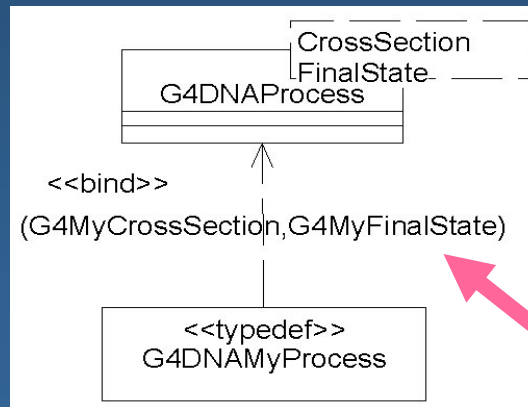 CrossSection
FinalState
G4DNAProcess
<<bind>>
(G4MyCrossSection,G4MyFinalState)
<<typedef>>
G4DNAMyProcess